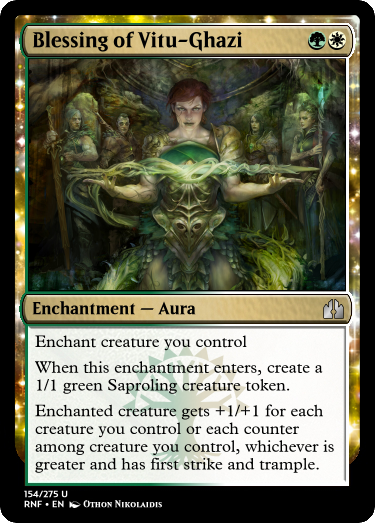 Blessing of Vitu-Ghazi
Enchantment — Aura
Enchant creature you control
When this enchantment enters, create a
1/1 green Saproling creature token.
Enchanted creature gets +1/+1 for each
creature you control or each counter
among creature you control, whichever is
greater and has first strike and trample.
154/275 U
RNF • EN Othon Nikolaidis